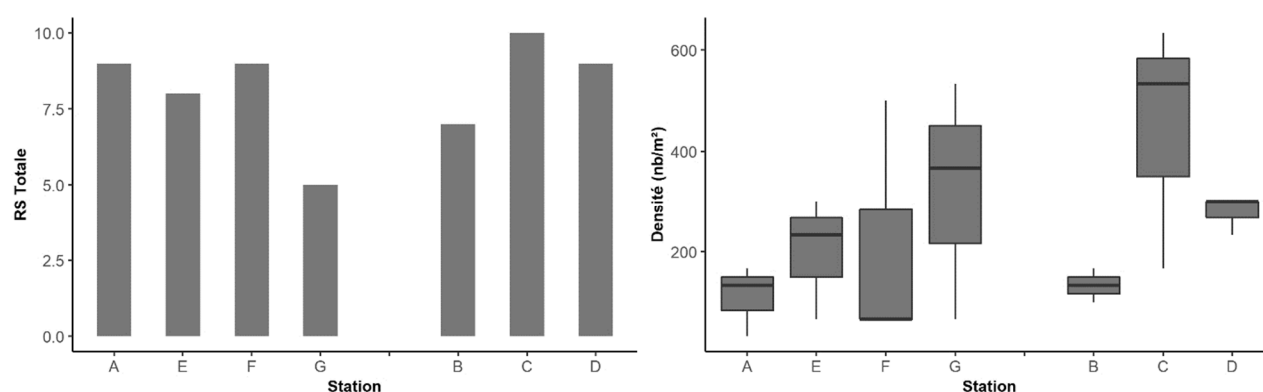 10.0
7.5
5.0
2.5
0.0
RS Totale
A E F G B C D
Station
600
400
200
Densité (nb/m²)
A E F G B C D
Station